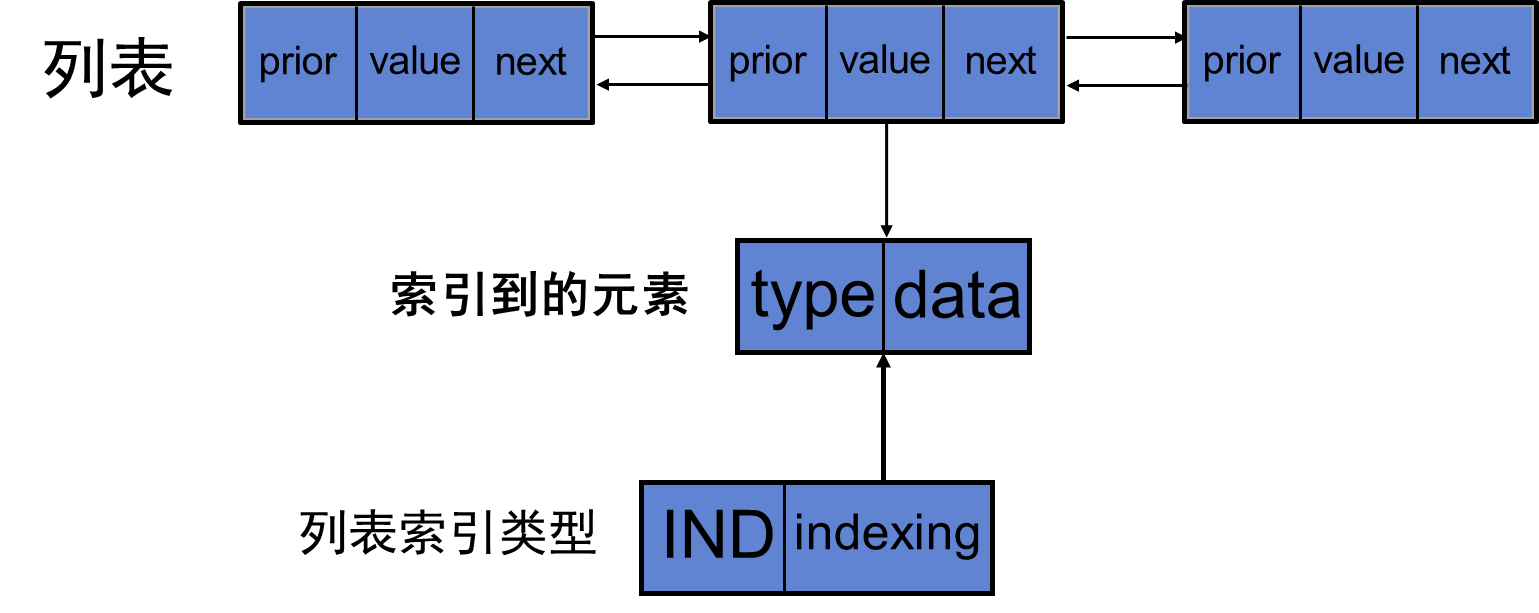 列表 prior value next prior value next prior value next
索引到的元素 type data
列表索引类型 IND indexing